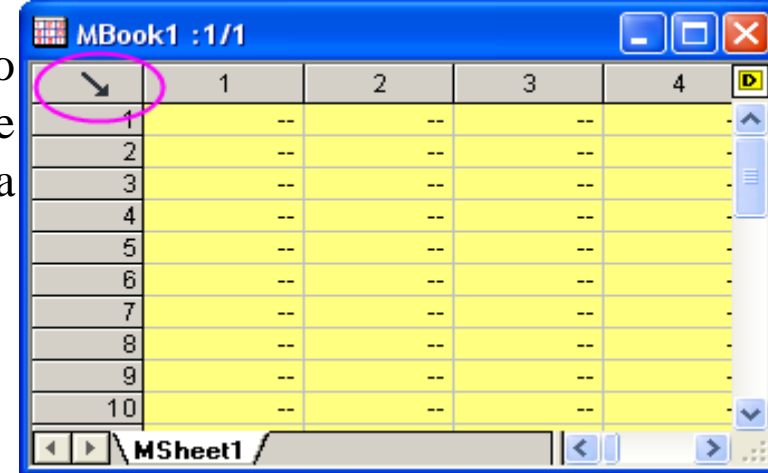 MBook1 :1/1
o
1 2 3 4 D
e
1 -- -- -- -
2 -- -- -- -
a
3 -- -- -- -
4 -- -- -- -
5 -- -- -- -
6 -- -- -- -
7 -- -- -- -
8 -- -- -- -
9 -- -- -- -
10 -- -- -- -
MSheet1